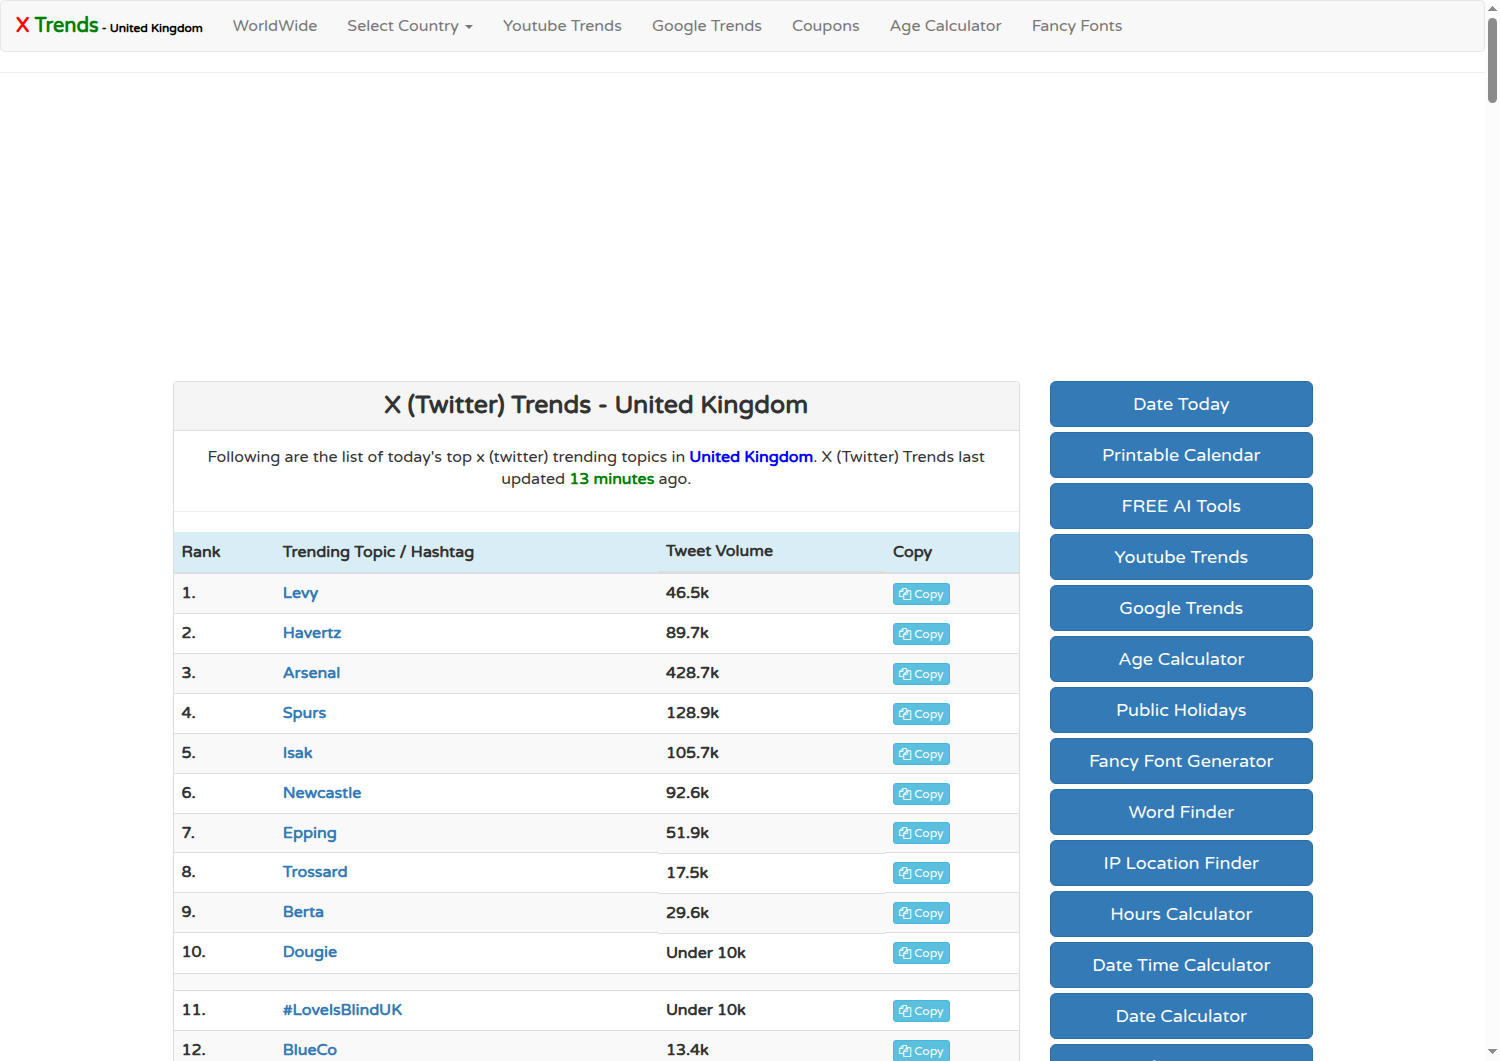 X Trends - United Kingdom WorldWide Select Country Youtube Trends Google Trends Coupons Age Calculator Fancy Fonts
X (Twitter) Trends - United Kingdom
Following are the list of today's top x (twitter) trending topics in United Kingdom. X (Twitter) Trends last
updated 13 minutes ago.
Rank Trending Topic / Hashtag Tweet Volume Copy
1. Levy 46.5k Copy
2. Havertz 89.7k Copy
3. Arsenal 428.7k Copy
4. Spurs 128.9k Copy
5. Isak 105.7k Copy
6. Newcastle 92.6k Copy
7. Epping 51.9k Copy
8. Trossard 17.5k Copy
9. Berta 29.6k Copy
10. Dougie Under 10k Copy
11. #LoveIsBlindUK Under 10k Copy
12. BlueCo 13.4k Copy
Date Today
Printable Calendar
FREE AI Tools
Youtube Trends
Google Trends
Age Calculator
Public Holidays
Fancy Font Generator
Word Finder
IP Location Finder
Hours Calculator
Date Time Calculator
Date Calculator